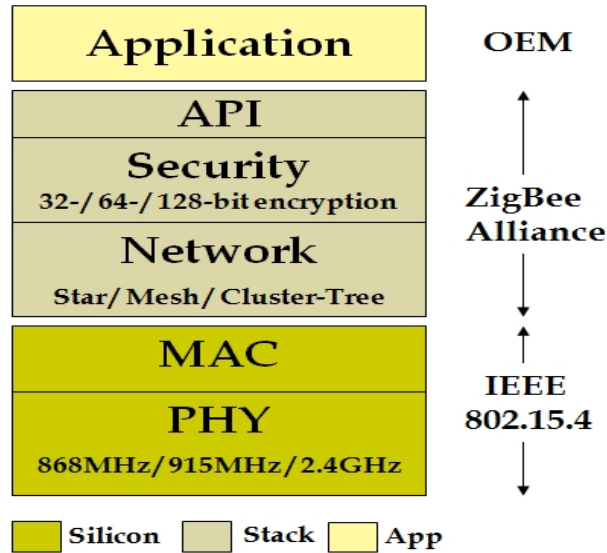 Application
OEM
API
Security
32-/ 64-/ 128-bit encryption
ZigBee
Alliance
Network
Star/ Mesh/ Cluster-Tree
MAC
IEEE
802.15.4
PHY
868MHz/ 915MHz/ 2.4GHz
Silicon Stack App